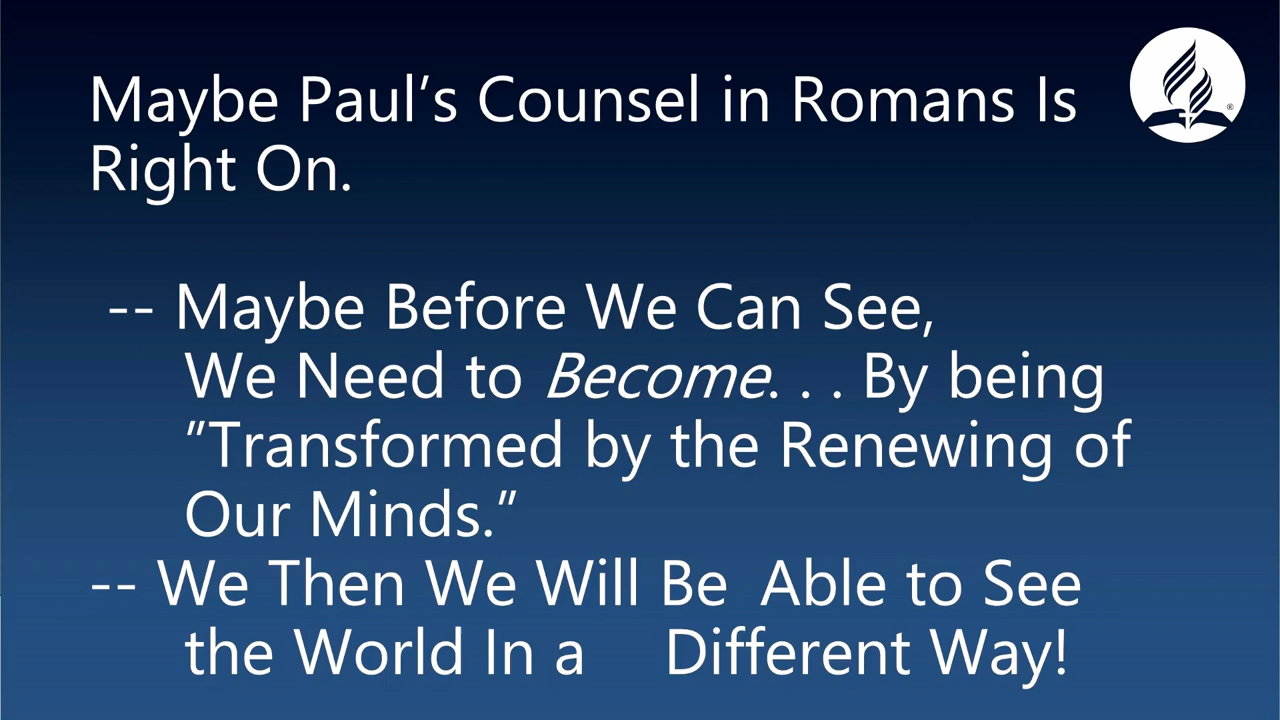 Maybe Paul’s Counsel in Romans Is
Right On.
-- Maybe Before We Can See,
We Need to Become. . . By being
”Transformed by the Renewing of
Our Minds.”
-- We Then We Will Be Able to See
the World In a Different Way!
®